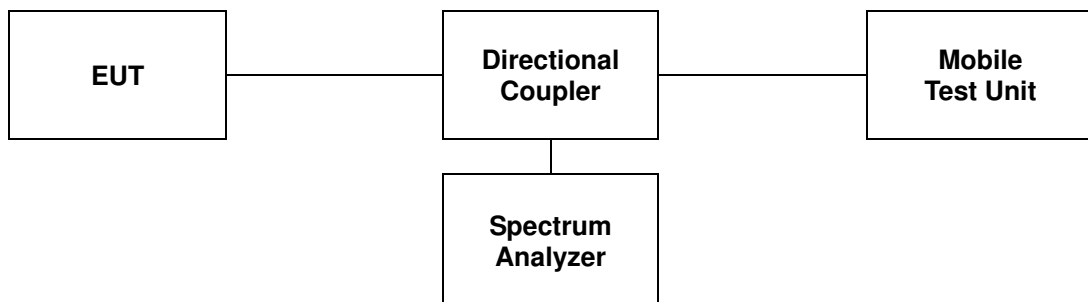 EUT
Directional
Coupler
Mobile
Test Unit
Spectrum
Analyzer